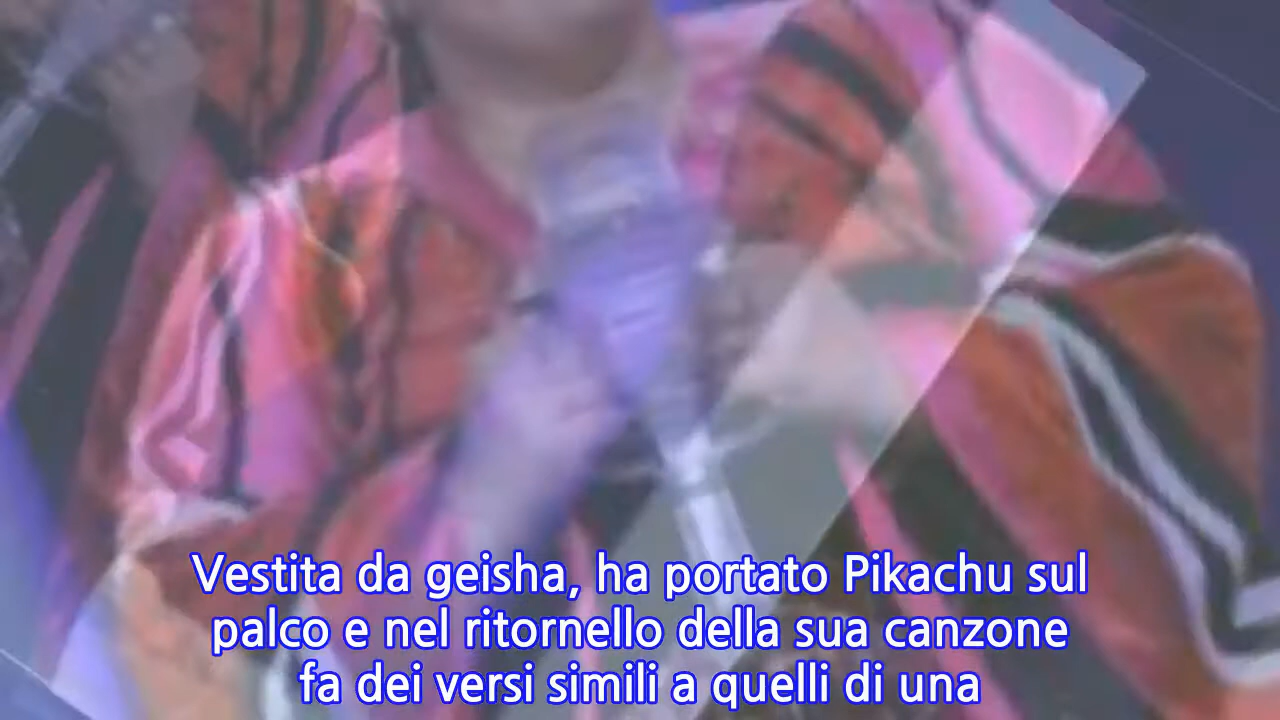 Vestita da geisha, ha portato Pikachu sul
palco e nel ritornello della sua canzone
fa dei versi simili a quelli di una